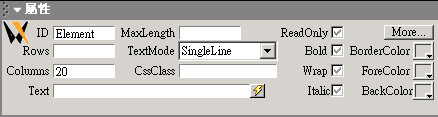 屬性
ID Element MaxLength ReadOnly More...
Rows TextMode SingleLine Bold BorderColor
Columns 20 CssClass Wrap ForeColor
Text Italic BackColor